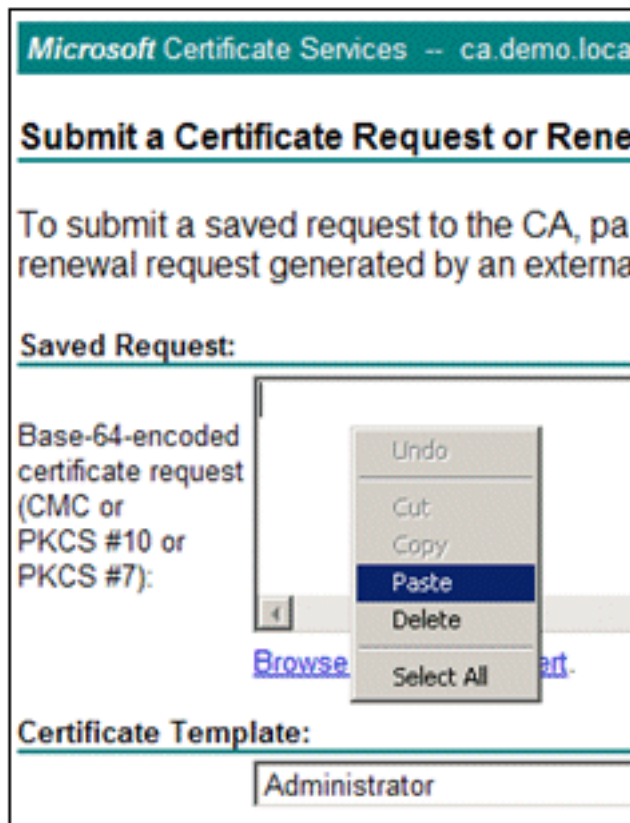 Microsoft Certificate Services -- ca.demo.loca
Submit a Certificate Request or Rene
To submit a saved request to the CA, pa
renewal request generated by an externa
Saved Request:
Base-64-encoded
certificate request
(CMC or
PKCS #10 or
PKCS #7):
Undo
Cut
Copy
Paste
Delete
Select All
Browse ert.
Certificate Template:
Administrator